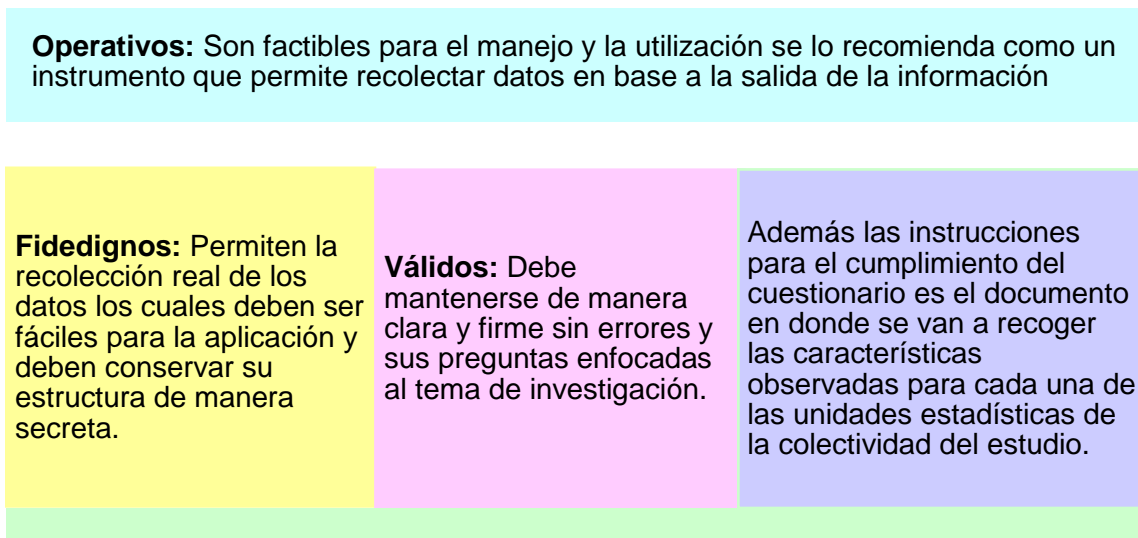 Operativos: Son factibles para el manejo y la utilización se lo recomienda como un
instrumento que permite recolectar datos en base a la salida de la información
Fidedignos: Permiten la
recolección real de los
datos los cuales deben ser
fáciles para la aplicación y
deben conservar su
estructura de manera
secreta.
Válidos: Debe
mantenerse de manera
clara y firme sin errores y
sus preguntas enfocadas
al tema de investigación.
Además las instrucciones
para el cumplimiento del
cuestionario es el documento
en donde se van a recoger
las características
observadas para cada una de
las unidades estadísticas de
la colectividad del estudio.